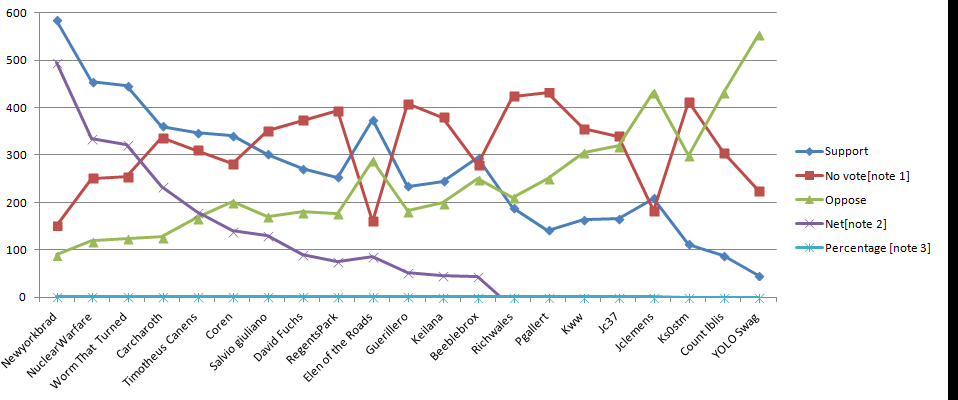 600
500
400
300
200
100
0
Newyorkbrad
NuclearWarfare
Worm That Turned
Carcharoth
Timotheus Canens
Coren
Salvio giuliano
David Fuchs
RegentsPark
Elen of the Roads
Guerillero
Keilana
Beeblebrox
Richwales
Pgallert
Kww
Jc37
Jclemens
Ks0stm
Count Iblis
YOLO Swag
Support
No vote[note 1]
Oppose
Net[note 2]
Percentage [note 3]